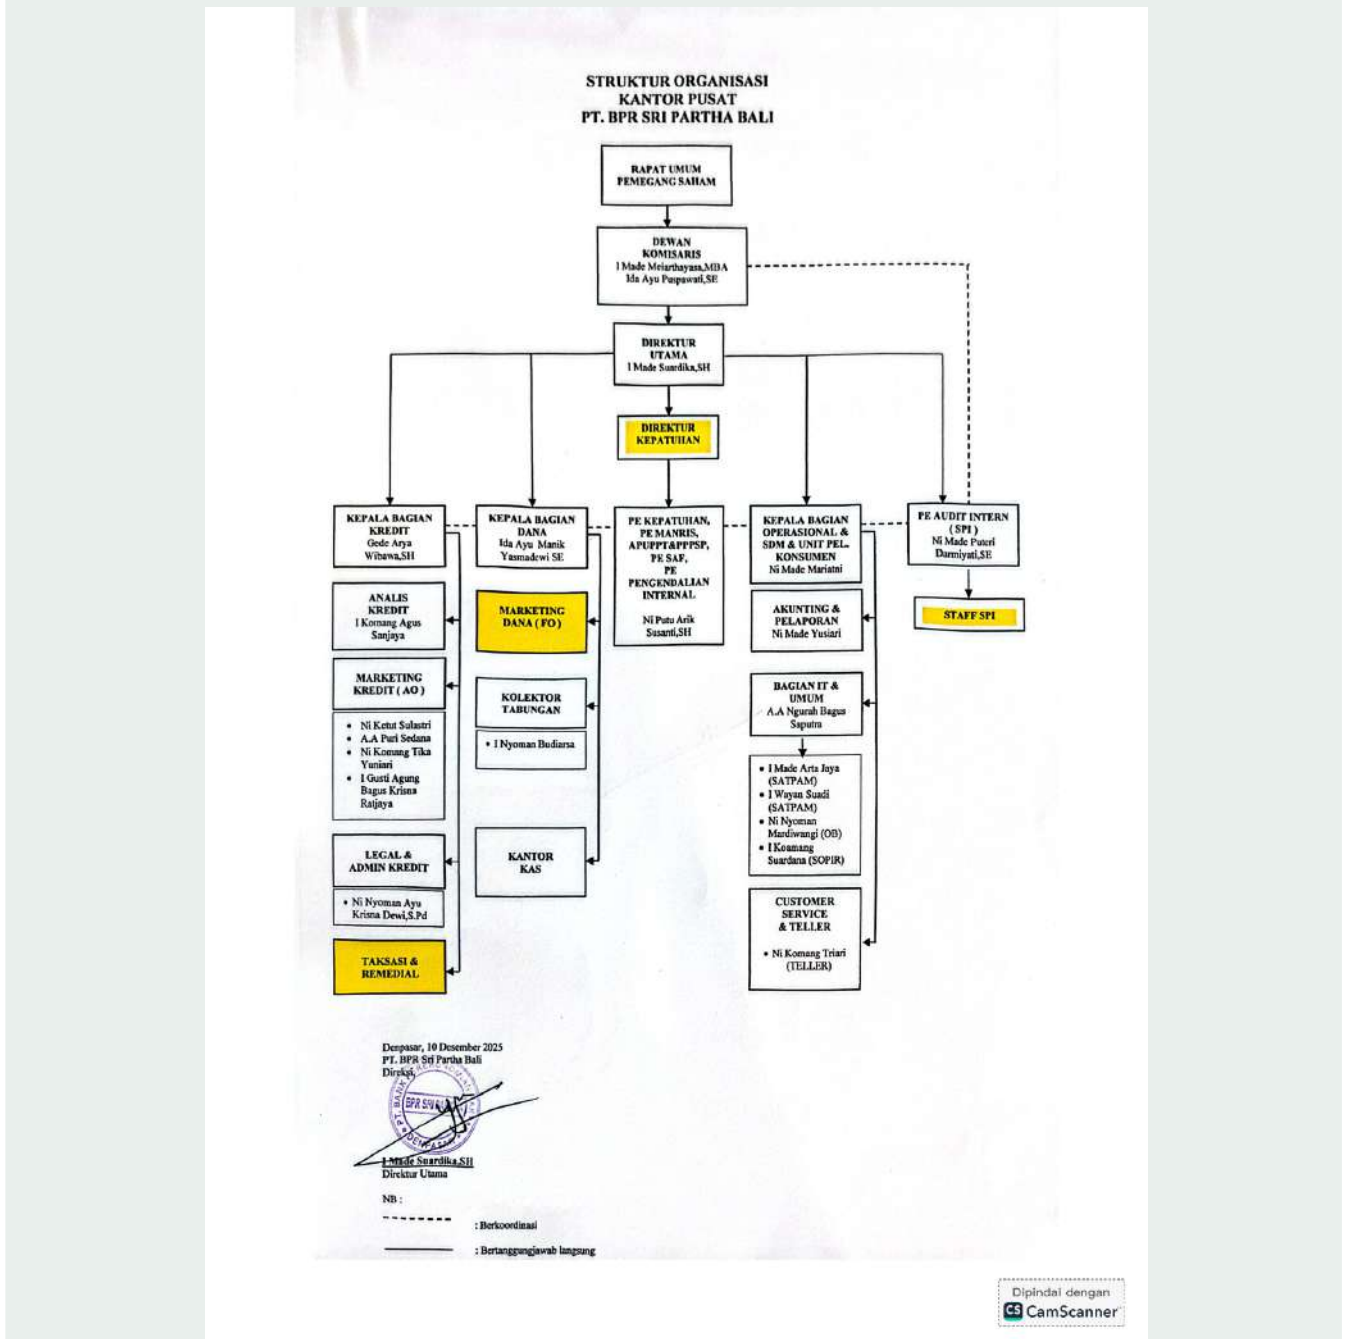 STRUKTUR ORGANISASI
KANTOR PUSAT
PT. BPR SRI PARTHA BALI
RAPAT UMUM
PEMEGANG SAHAM
DEWAN
KOMISARIS
I Made Meiarthayasa,MBA
Ida Ayu Puspawati,SE
DIREKTUR
UTAMA
I Made Suardika,SH
DIREKTUR
KEPATUHAN
KEPALA BAGIAN
KREDIT
Gede Arya
Wibawa,SH
ANALIS
KREDIT
I Komang Agus
Sanjaya
MARKETING
KREDIT ( AO )
• Ni Ketut Sulastri
• A.A Puri Sedana
• Ni Komang Tika
Yuniari
• I Gusti Agung
Bagus Krisna
Ratjaya
LEGAL &
ADMIN KREDIT
• Ni Nyoman Ayu
Krisna Dewi,S.Pd
TAKSASI &
REMEDIAL
KEPALA BAGIAN
DANA
Ida Ayu Manik
Yasmadewi SE
MARKETING
DANA ( FO )
KOLEKTOR
TABUNGAN
• I Nyoman Budiarsa
KANTOR
KAS
PE KEPATUHAN,
PE MANRIS,
APUPPT&PPPSP,
PE SAF,
PE
PENGENDALIAN
INTERNAL
Ni Putu Arik
Susanti,SH
KEPALA BAGIAN
OPERASIONAL &
SDM & UNIT PEL.
KONSUMEN
Ni Made Mariatni
AKUNTING &
PELAPORAN
Ni Made Yusiari
BAGIAN IT &
UMUM
A.A Ngurah Bagus
Saputra
• I Made Arta Jaya
(SATPAM)
• I Wayan Suadi
(SATPAM)
• Ni Nyoman
Mardiwangi (OB)
• I Koamang
Suardana (SOPIR)
CUSTOMER
SERVICE
& TELLER
• Ni Komang Triari
(TELLER)
PE AUDIT INTERN
( SPI )
Ni Made Puteri
Darmiyati,SE
STAFF SPI
Denpasar, 10 Desember 2025
PT. BPR Sri Partha Bali
Direksi,
PT. BANK
BPR SRI
DENPASAR
I Made Suardika,SH
Direktur Utama
NB :
: Berkoordinasi
: Bertanggungjawab langsung
Dipindai dengan
CS CamScanner